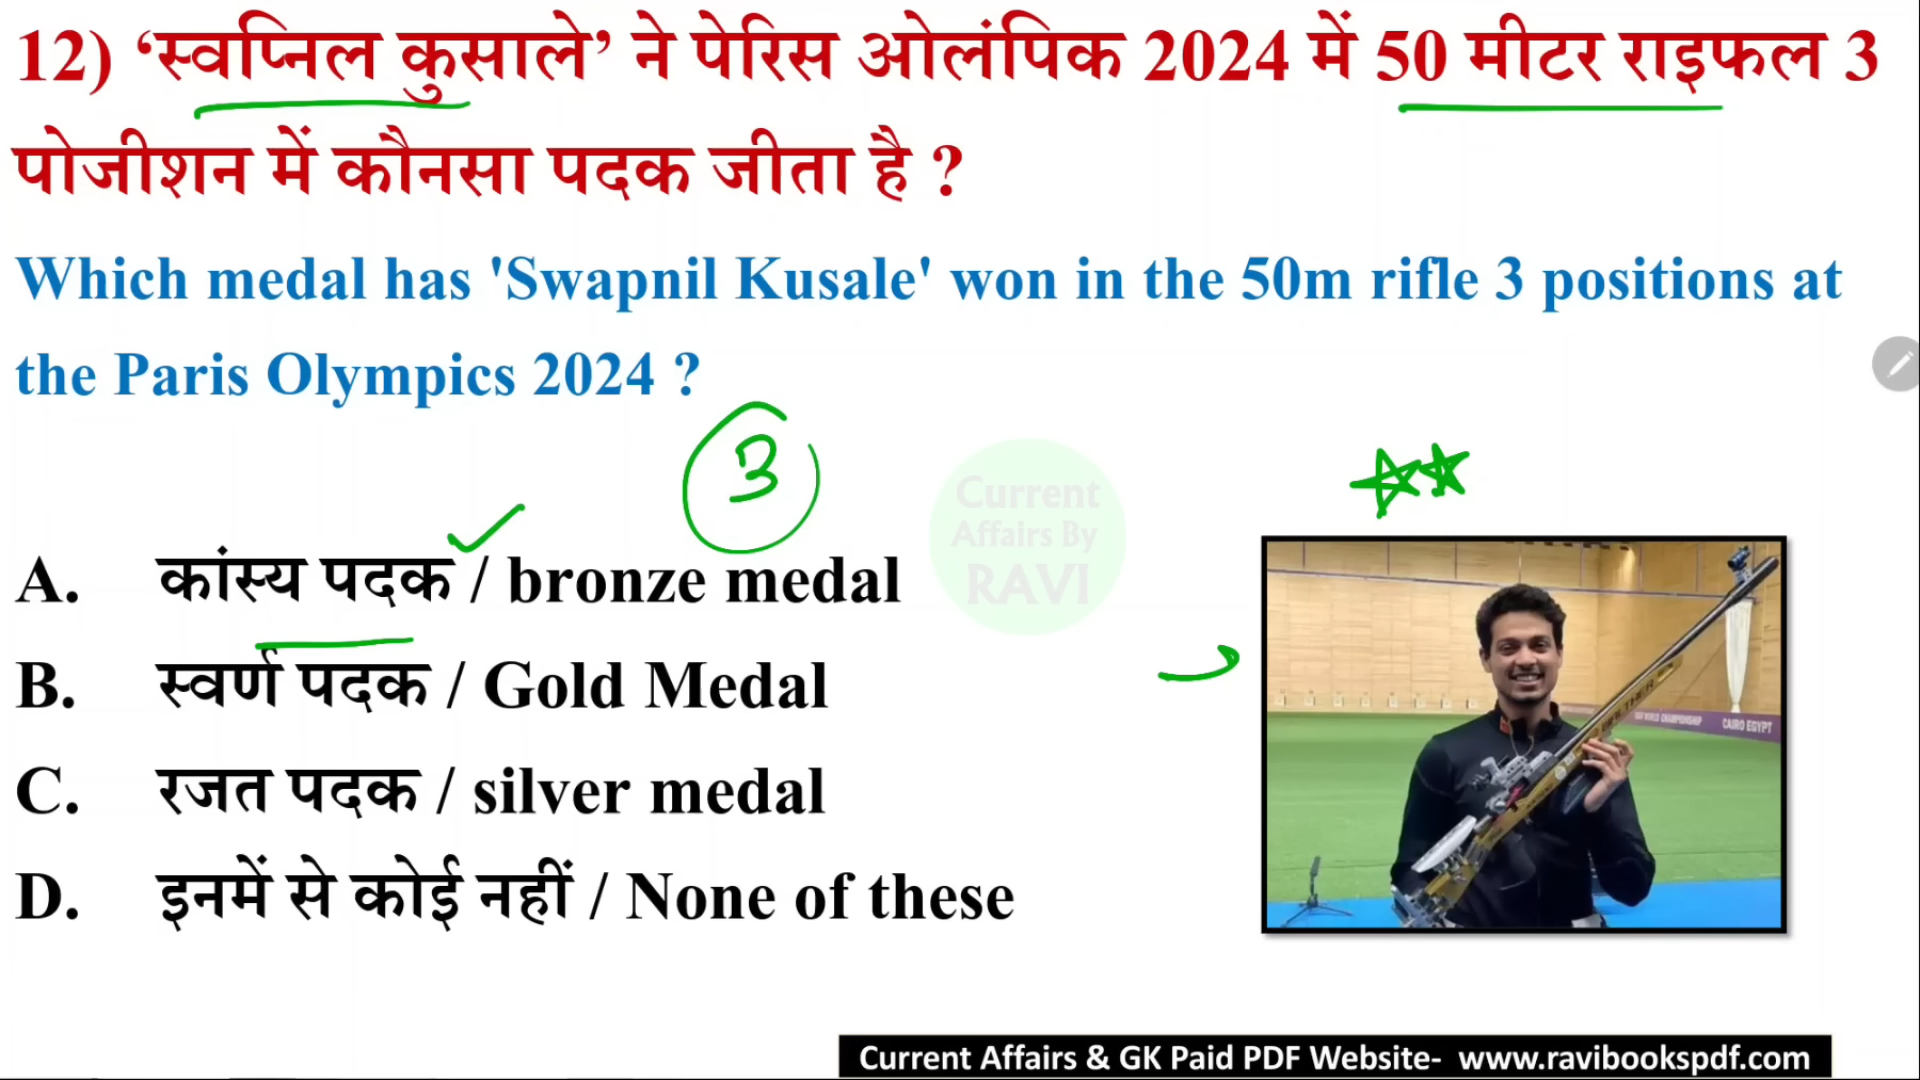 12) ‘स्वप्निल कुसाले’ ने पेरिस ओलंपिक 2024 में 50 मीटर राइफल 3
पोजीशन में कौनसा पदक जीता है ?
Which medal has 'Swapnil Kusale' won in the 50m rifle 3 positions at
the Paris Olympics 2024 ?
3
Current
Affairs By
RAVI
A. कांस्य पदक / bronze medal
B. स्वर्ण पदक / Gold Medal
C. रजत पदक / silver medal
D. इनमें से कोई नहीं / None of these
WORLD CHAMPIONSHIP CAIRO EGYPT
Current Affairs & GK Paid PDF Website- www.ravibookspdf.com